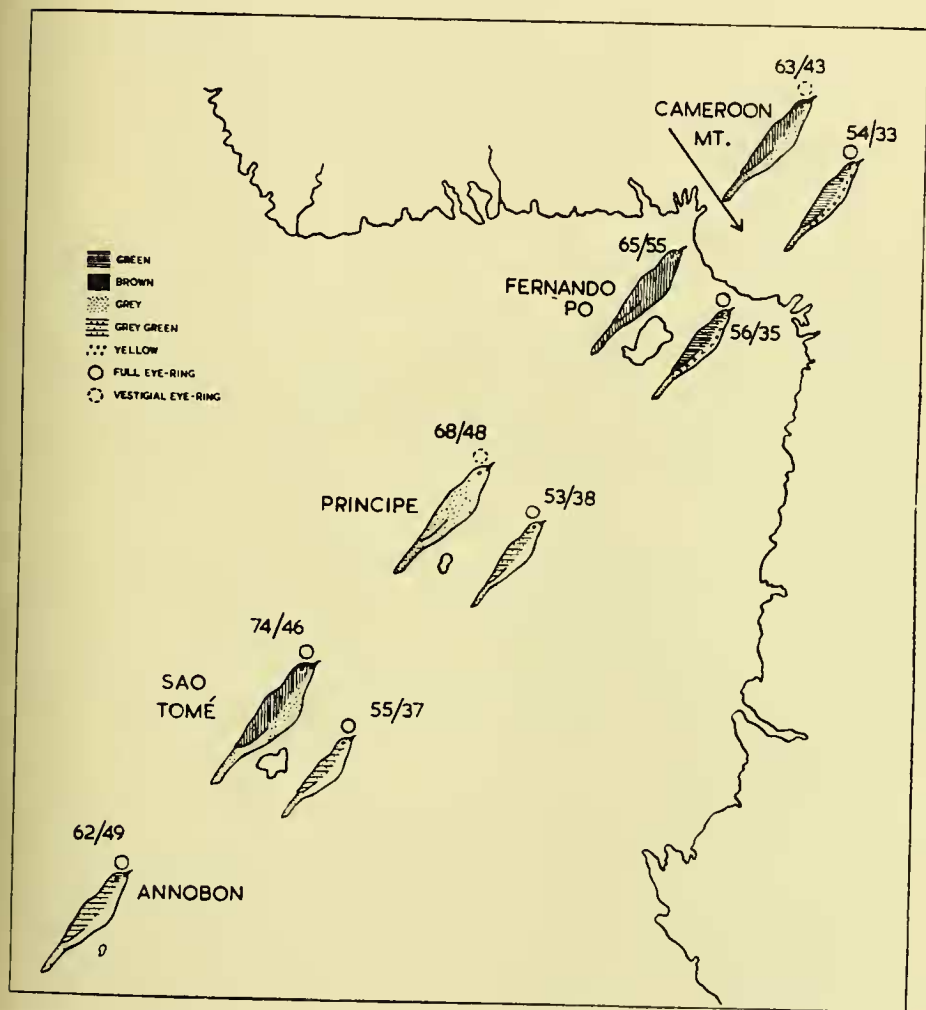 63/43
CAMEROON
MT.
54/33
65/55
FERNANDO
PO
56/35
GREEN
BROWN
GREY
GREY GREEN
YELLOW
FULL EYE-RING
VESTIGIAL EYE-RING
68/48
PRINCIPE
53/38
74/46
SAO
TOMÉ
55/37
62/49
ANNOBON